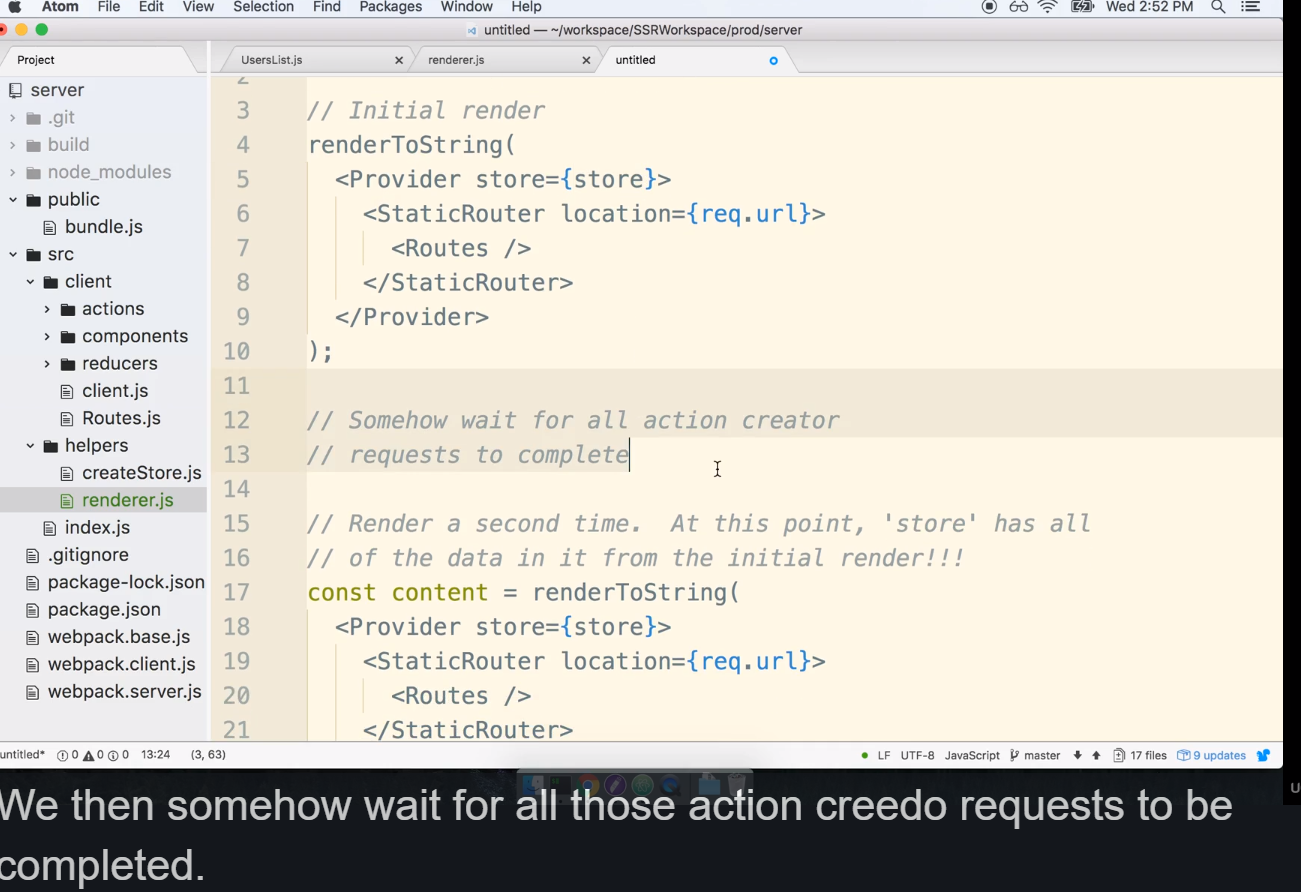 Atom File Edit View Selection Find Packages Window Help Wed 2:52 PM
untitled — ~/workspace/SSRWorkspace/prod/server
Project
UsersList.js
renderer.js
untitled
server
.git
build
node_modules
public
bundle.js
src
client
actions
components
reducers
client.js
Routes.js
helpers
createStore.js
renderer.js
index.js
.gitignore
package-lock.json
package.json
webpack.base.js
webpack.client.js
webpack.server.js
2
3 // Initial render
4 renderToString(
5 <Provider store={store}>
6 <StaticRouter location={req.url}>
7 <Routes />
8 </StaticRouter>
9 </Provider>
10 );
11
12 // Somehow wait for all action creator
13 // requests to complete
14
15 // Render a second time.  At this point, 'store' has all
16 // of the data in it from the initial render!!!
17 const content = renderToString(
18 <Provider store={store}>
19 <StaticRouter location={req.url}>
20 <Routes />
21 </StaticRouter>
untitled* 0 0 0 13:24 (3, 63) LF UTF-8 JavaScript master 17 files 9 updates
We then somehow wait for all those action creedo requests to be
completed.